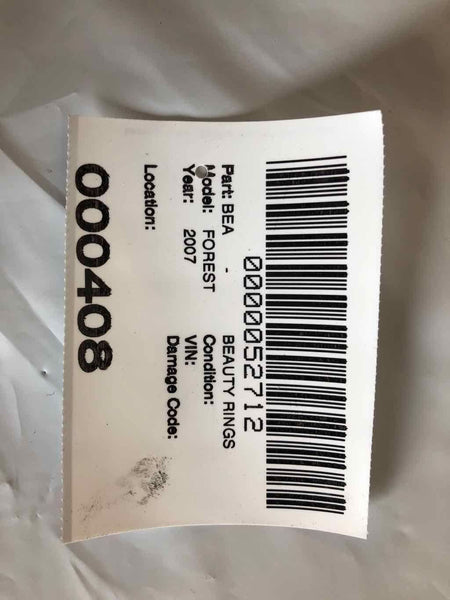 0000052712
Part: BEA - BEAUTY RINGS
Model: FOREST Condition:
Year: 2007 VIN:
Damage Code:
Location:
000408